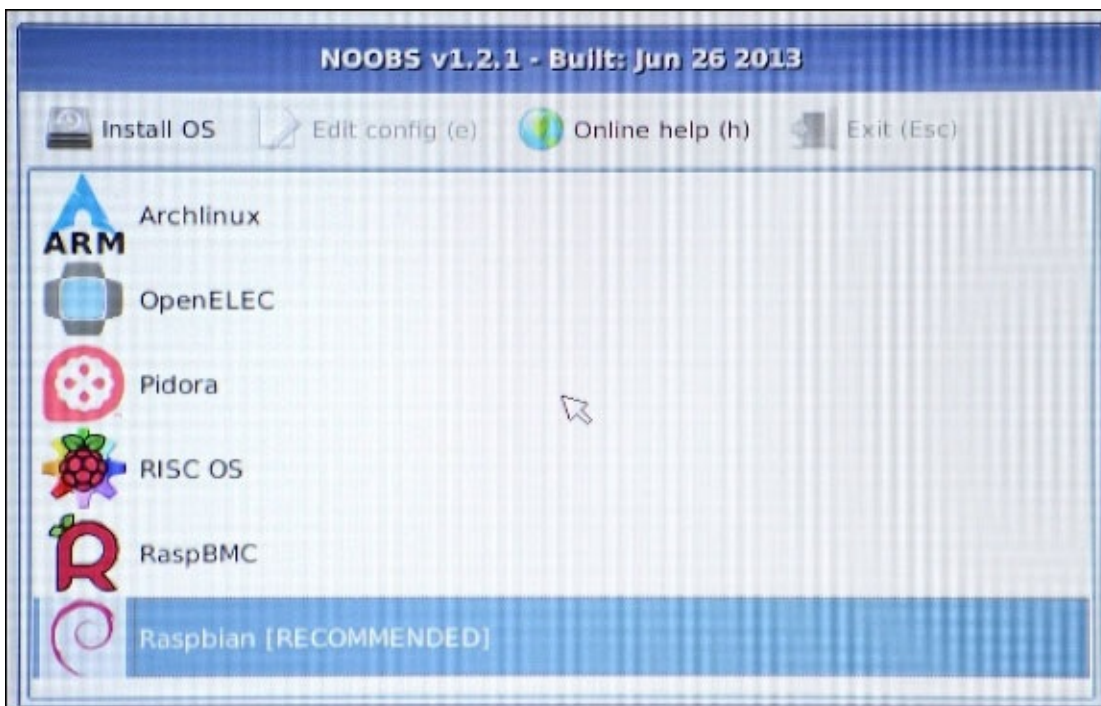 NOOBS v1.2.1 - Built: Jun 26 2013
Install OS Edit config (e) Online help (h) Exit (Esc)
Archlinux
ARM
OpenELEC
Pidora
RISC OS
RaspBMC
Raspbian [RECOMMENDED]